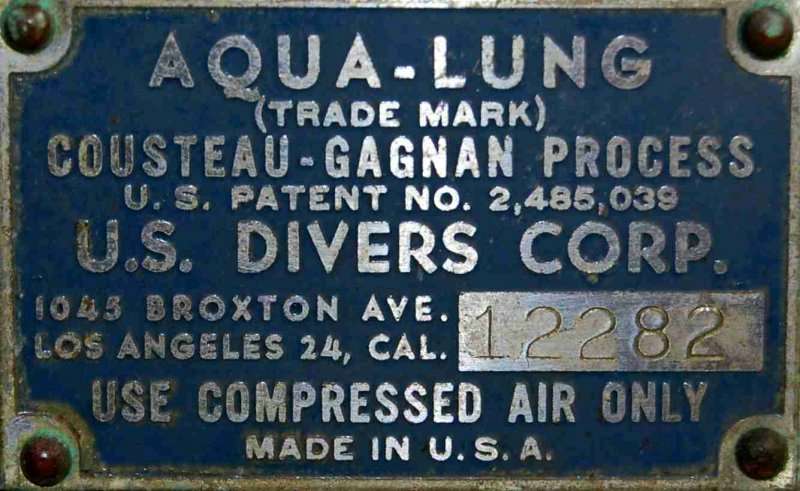 AQUA-LUNG
(TRADE MARK)
COUSTEAU-GAGNAN PROCESS
U. S. PATENT NO. 2,485,039
U.S. DIVERS CORP.
1045 BROXTON AVE.
LOS ANGELES 24, CAL.
12282
USE COMPRESSED AIR ONLY
MADE IN U.S.A.